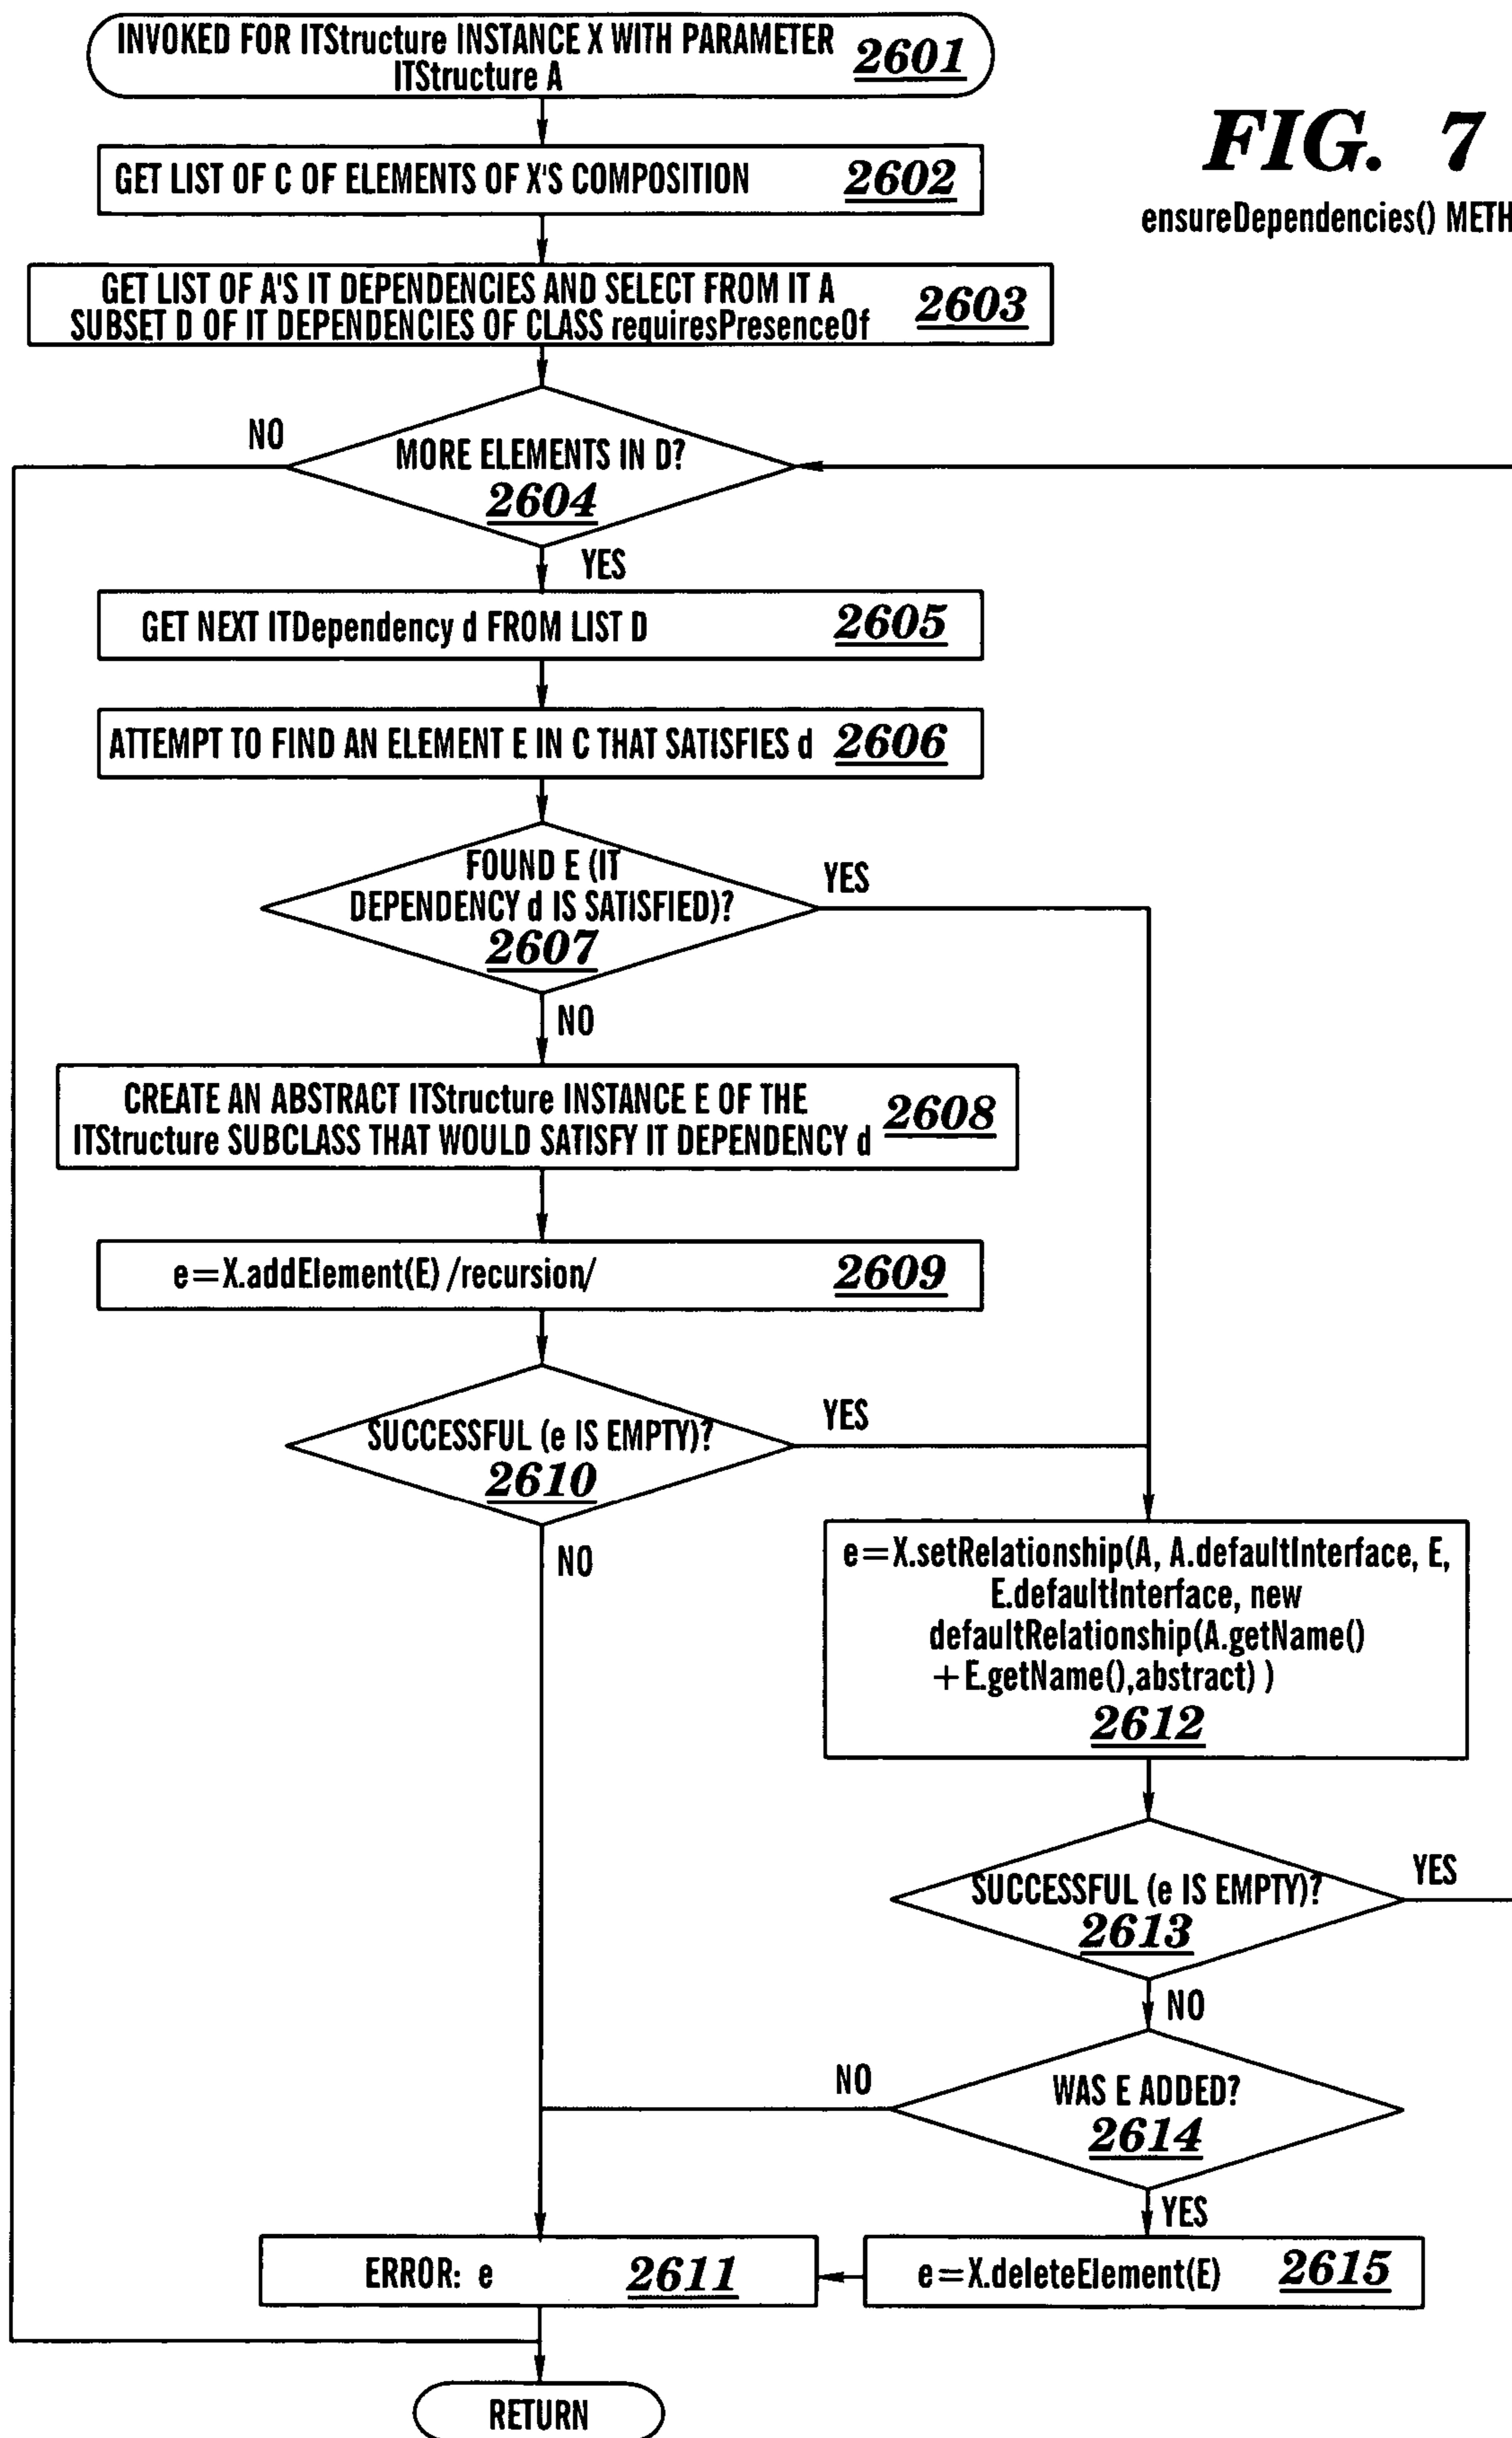 INVOKED FOR ITStructure INSTANCE X WITH PARAMETER
ITStructure A
2601
FIG. 7
ensureDependencies() METH
GET LIST OF C OF ELEMENTS OF X'S COMPOSITION 2602
GET LIST OF A'S IT DEPENDENCIES AND SELECT FROM IT A
SUBSET D OF IT DEPENDENCIES OF CLASS requiresPresenceOf
2603
NO
MORE ELEMENTS IN D?
2604
YES
GET NEXT ITDependency d FROM LIST D 2605
ATTEMPT TO FIND AN ELEMENT E IN C THAT SATISFIES d 2606
FOUND E (IT
DEPENDENCY d IS SATISFIED)?
2607
YES
NO
CREATE AN ABSTRACT ITStructure INSTANCE E OF THE
ITStructure SUBCLASS THAT WOULD SATISFY IT DEPENDENCY d
2608
e=X.addElement(E) /recursion/ 2609
SUCCESSFUL (e IS EMPTY)?
2610
YES
NO
e=X.setRelationship(A, A.defaultInterface, E,
E.defaultInterface, new
defaultRelationship(A.getName()
+E.getName(),abstract) )
2612
SUCCESSFUL (e IS EMPTY)?
2613
YES
NO
WAS E ADDED?
2614
NO
YES
ERROR: e 2611
e=X.deleteElement(E) 2615
RETURN